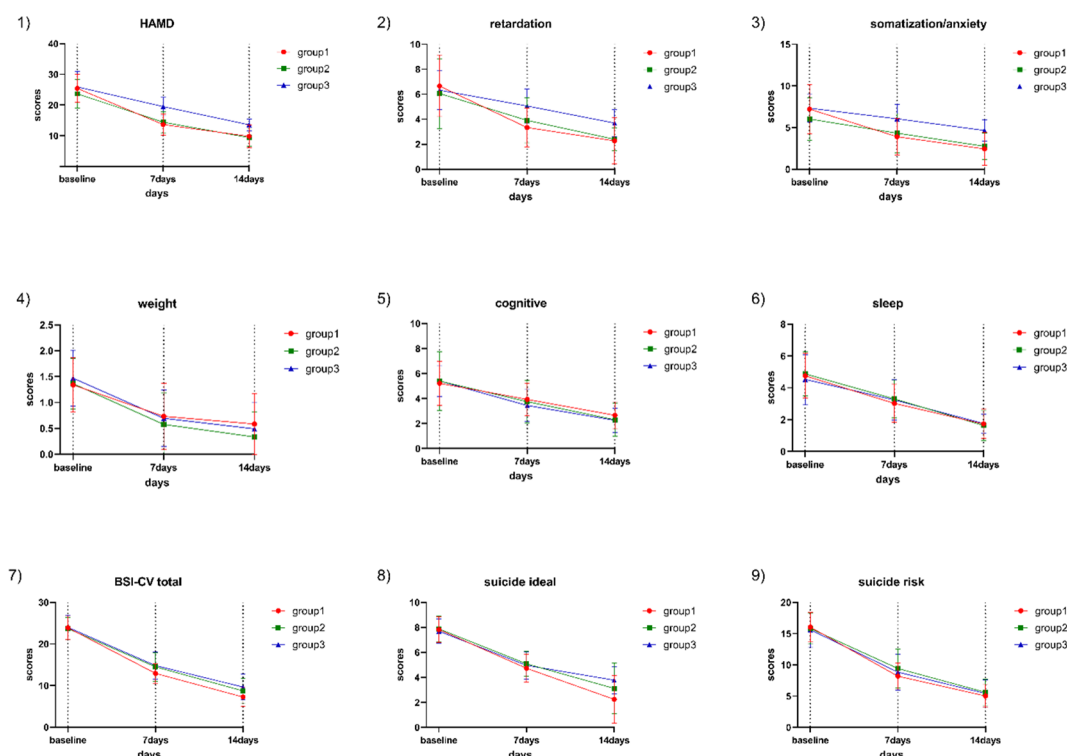 1) HAMD
40
30
20
10
scores
baseline 7days 14days
days
group1
group2
group3
2) retardation
10
8
6
4
2
0
scores
baseline 7days 14days
days
group1
group2
group3
3) somatization/anxiety
15
10
5
0
scores
baseline 7days 14days
days
group1
group2
group3
4) weight
2.5
2.0
1.5
1.0
0.5
0.0
scores
baseline 7days 14days
days
group1
group2
group3
5) cognitive
10
8
6
4
2
0
scores
baseline 7days 14days
days
group1
group2
group3
6) sleep
8
6
4
2
0
scores
baseline 7days 14days
days
group1
group2
group3
7) BSI-CV total
30
20
10
0
scores
baseline 7days 14days
days
group1
group2
group3
8) suicide ideal
10
8
6
4
2
0
scores
baseline 7days 14days
days
group1
group2
group3
9) suicide risk
20
15
10
5
0
scores
baseline 7days 14days
days
group1
group2
group3